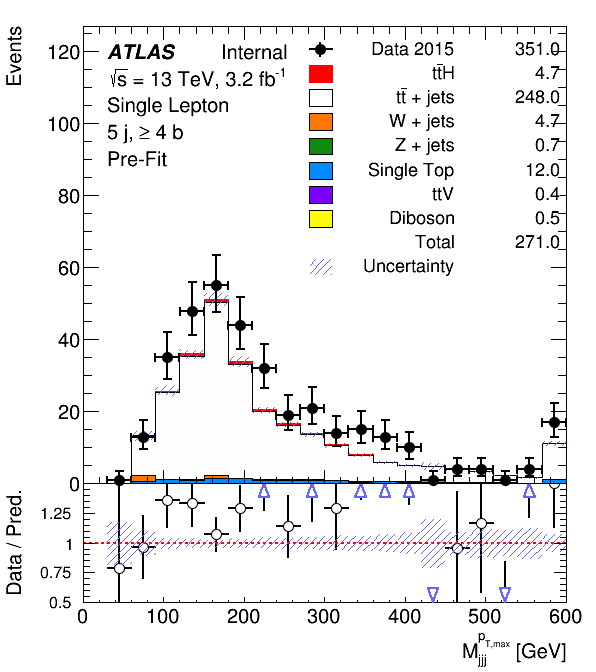 Events
ATLAS Internal
√s = 13 TeV, 3.2 fb⁻¹
Single Lepton
5 j, ≥ 4 b
Pre-Fit
Data 2015 351.0
tt̄H 4.7
tt̄ + jets 248.0
W + jets 4.7
Z + jets 0.7
Single Top 12.0
ttV 0.4
Diboson 0.5
Total 271.0
Uncertainty
120
100
80
60
40
20
0
Data / Pred.
1.25
1
0.75
0.5
0 100 200 300 400 500 600
M_jjj^pT,max [GeV]